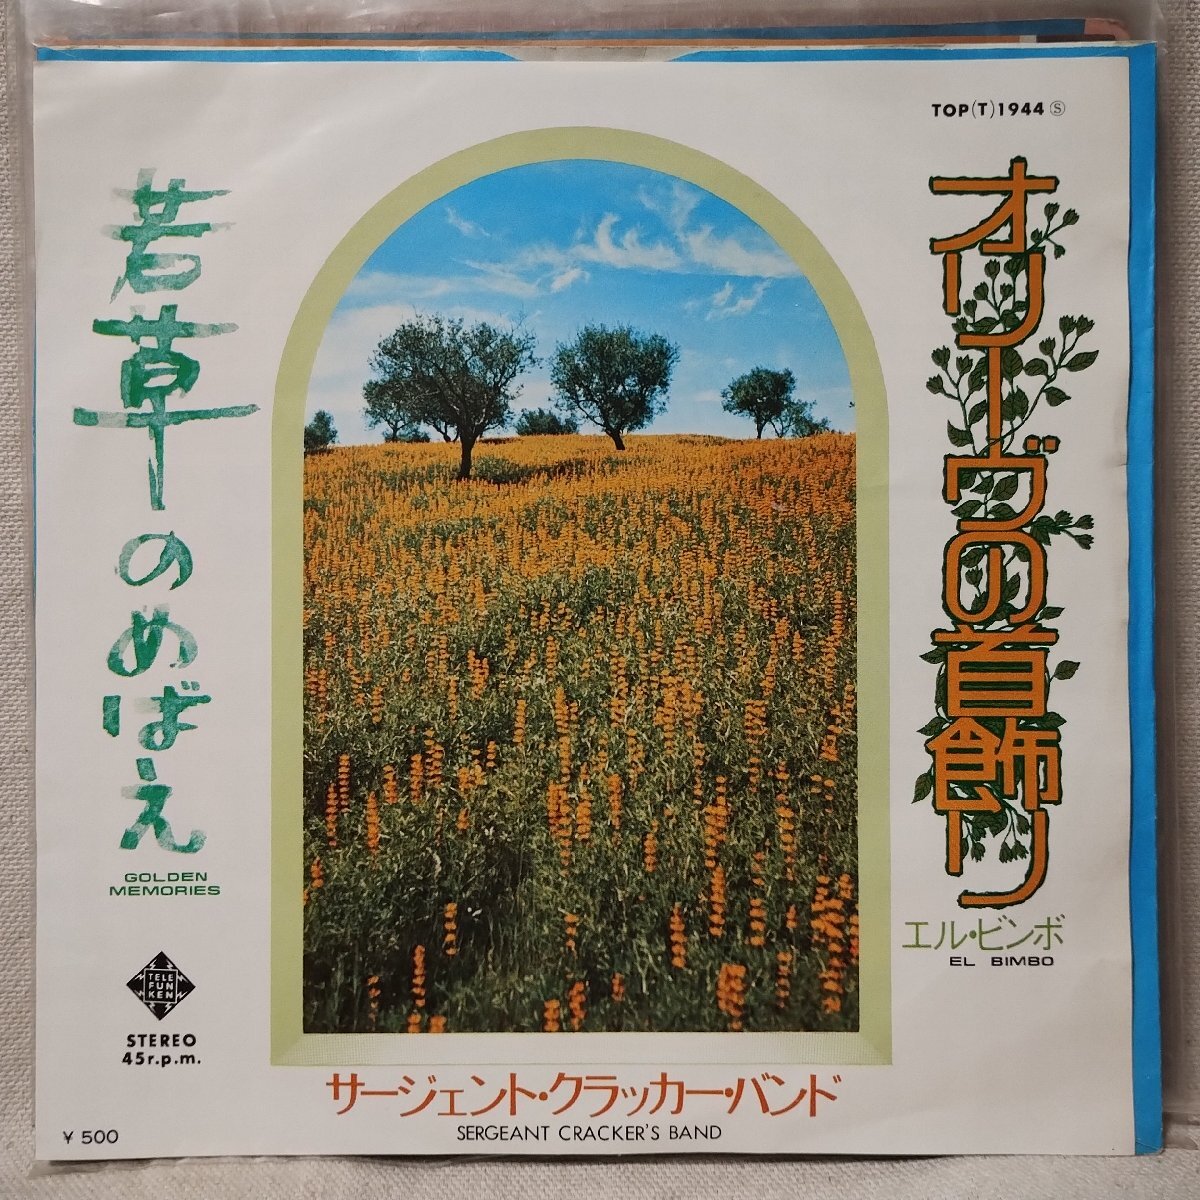 TOP(T)1944Ⓢ
オリーヴの首飾り
エル・ビンボ
EL BIMBO
若草のめばえ
GOLDEN
MEMORIES
TELE
FUN
KEN
STEREO
45r.p.m.
サージェント・クラッカー・バンド
SERGEANT CRACKER'S BAND
¥ 500